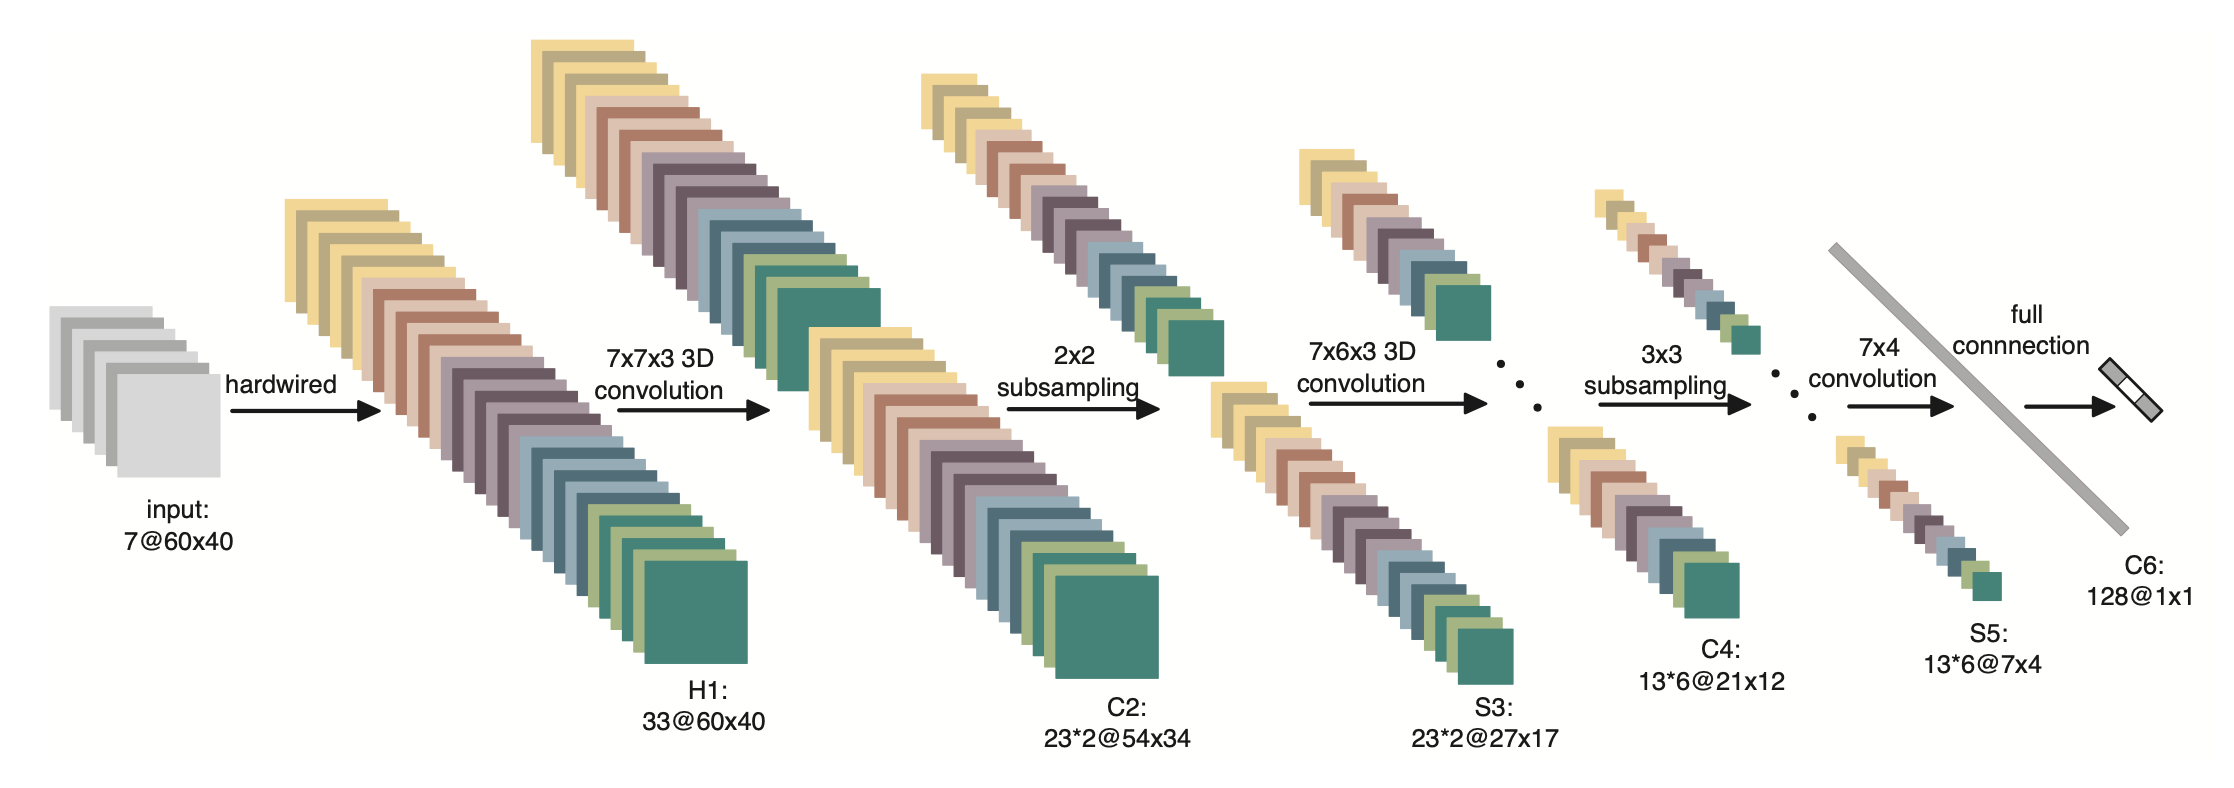 input:
7@60x40
hardwired
H1:
33@60x40
7x7x3 3D
convolution
C2:
23*2@54x34
2x2
subsampling
S3:
23*2@27x17
7x6x3 3D
convolution
C4:
13*6@21x12
3x3
subsampling
S5:
13*6@7x4
7x4
convolution
C6:
128@1x1
full
connnection